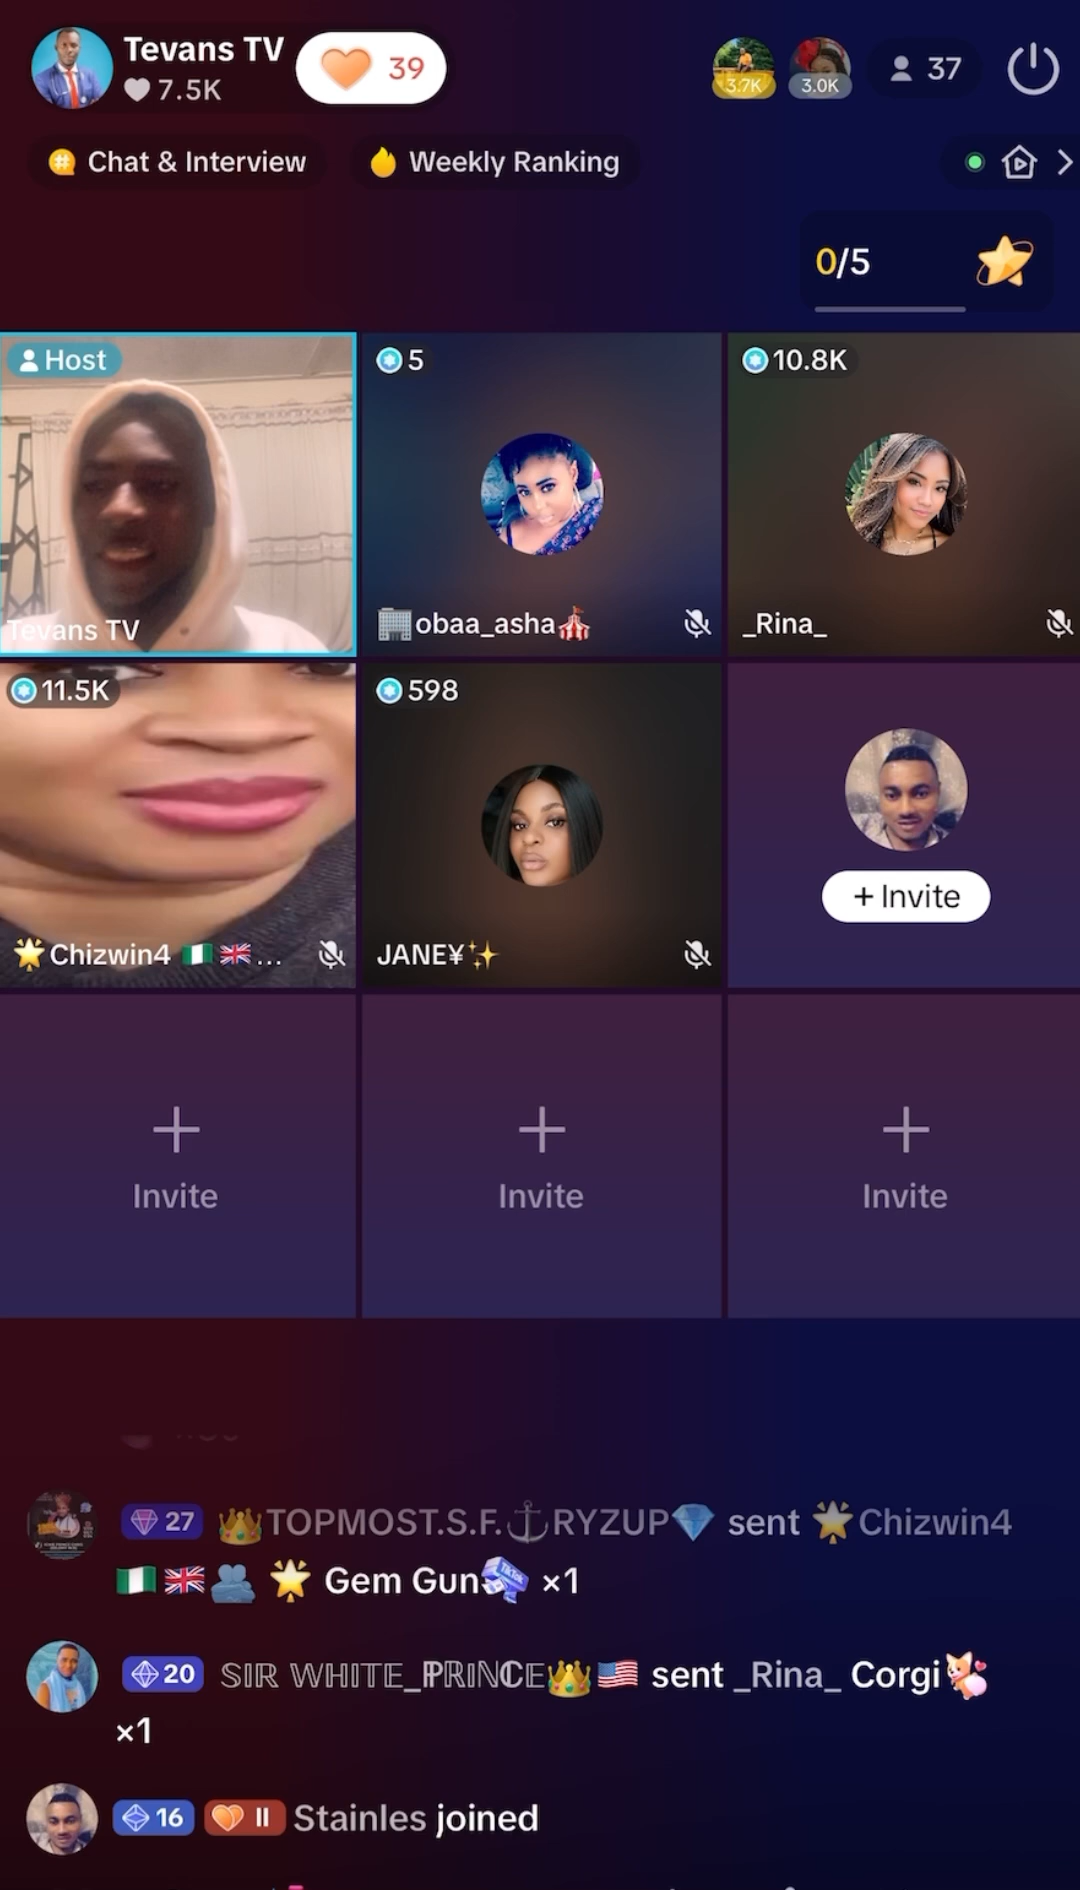 Tevans TV
39
7.5K
3.7K
3.0K
37
Chat & Interview
Weekly Ranking
0/5
Host
5
10.8K
Tevans TV
🏢obaa_asha🎪
_Rina_
11.5K
598
+ Invite
🌟Chizwin4 🇳🇬🇬🇧...
JANE¥✨
Invite
Invite
Invite
27 👑TOPMOST.S.F.⚓RYZUP💎 sent 🌟Chizwin4
🇳🇬🇬🇧🫂 🌟 Gem Gun ×1
20 𝕊𝕀ℝ 𝕎ℍ𝕀𝕋𝔼_ℙℝ𝕀ℕℂ𝔼👑🇺🇸 sent _Rina_ Corgi
×1
16 II Stainles joined